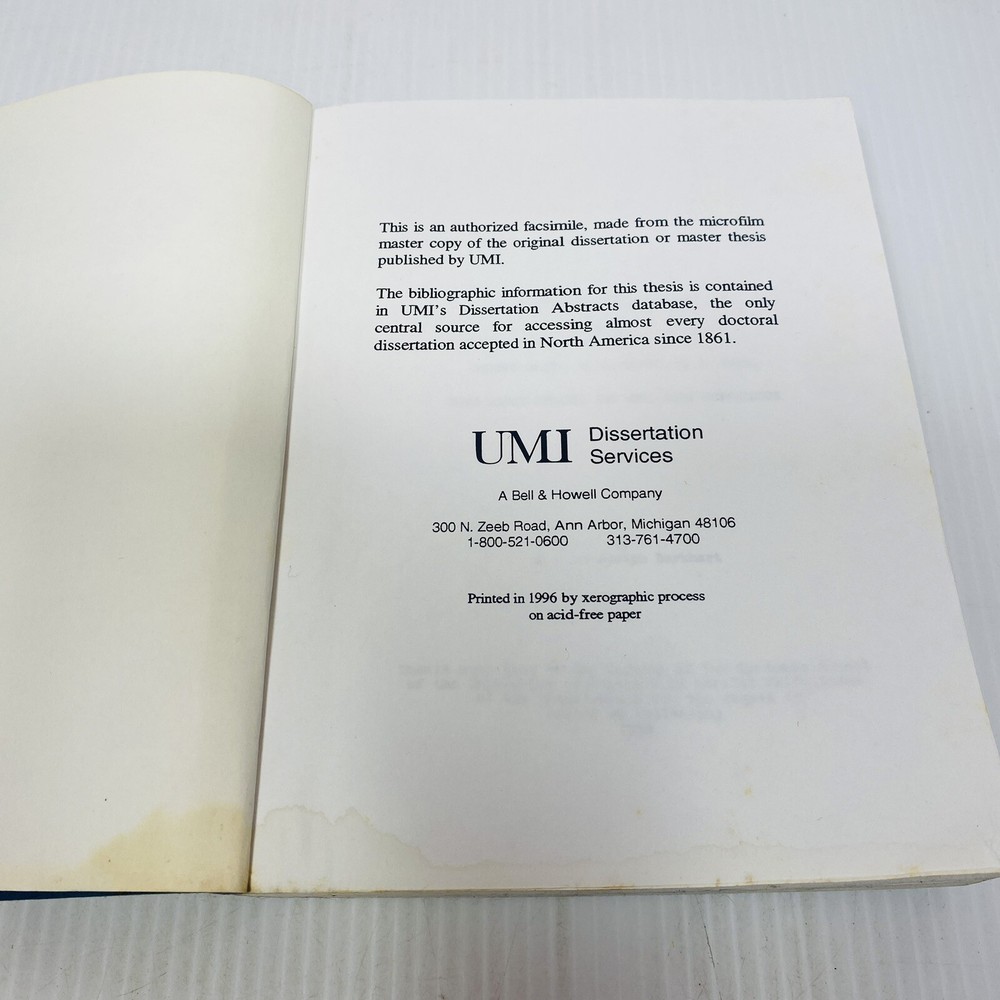 This is an authorized facsimile, made from the microfilm
master copy of the original dissertation or master thesis
published by UMI.
The bibliographic information for this thesis is contained
in UMI's Dissertation Abstracts database, the only
central source for accessing almost every doctoral
dissertation accepted in North America since 1861.
UMI Dissertation
Services
A Bell & Howell Company
300 N. Zeeb Road, Ann Arbor, Michigan 48106
1-800-521-0600 313-761-4700
Printed in 1996 by xerographic process
on acid-free paper